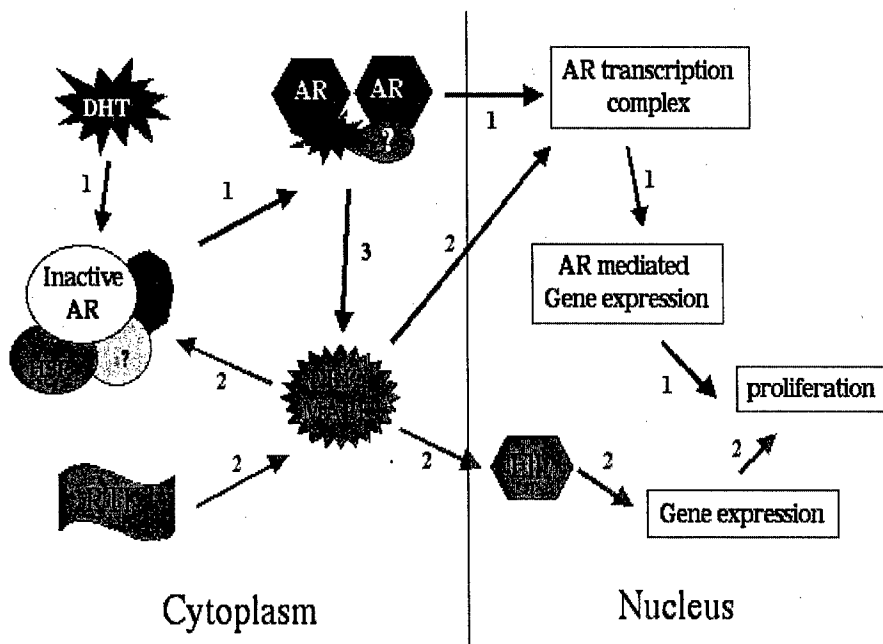 DHT
AR AR
?
AR transcription
complex
1
1
1
1
2
3
Inactive
AR
?
AR mediated
Gene expression
2
1
proliferation
2
2
2
2
Gene expression
Cytoplasm
Nucleus